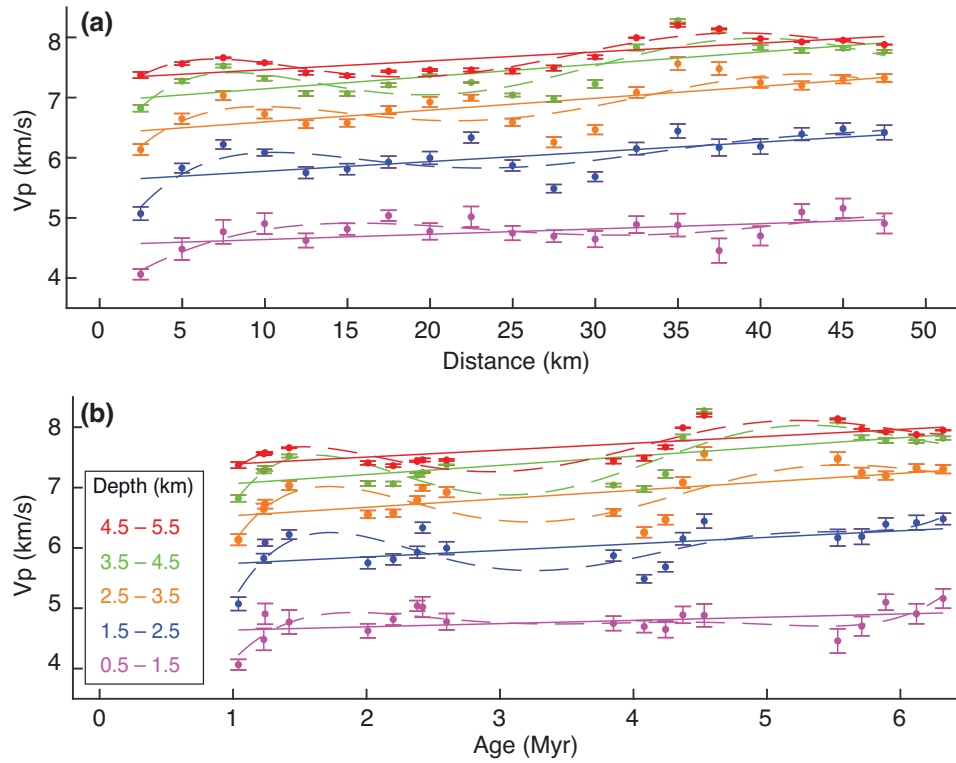 (a)
8
7
6
5
4
Vp (km/s)
0 5 10 15 20 25 30 35 40 45 50
Distance (km)
(b)
8
7
6
5
4
Vp (km/s)
Depth (km)
4.5 – 5.5
3.5 – 4.5
2.5 – 3.5
1.5 – 2.5
0.5 – 1.5
0 1 2 3 4 5 6
Age (Myr)